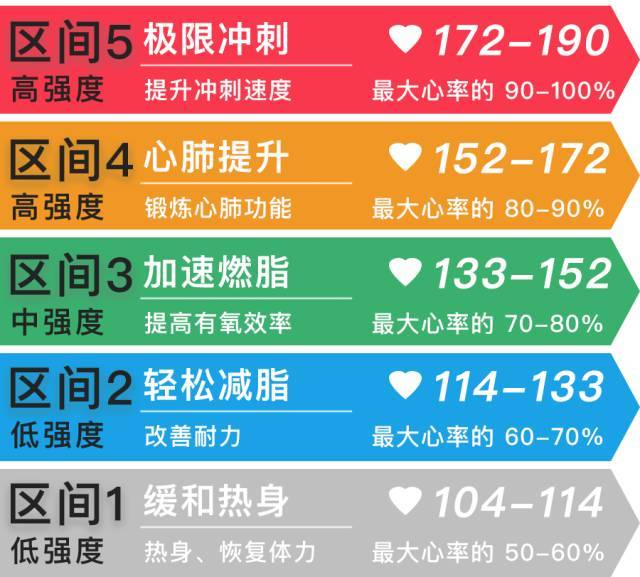 区间5 极限冲刺 172-190
高强度 提升冲刺速度 最大心率的 90-100%
区间4 心肺提升 152-172
高强度 锻炼心肺功能 最大心率的 80-90%
区间3 加速燃脂 133-152
中强度 提高有氧效率 最大心率的 70-80%
区间2 轻松减脂 114-133
低强度 改善耐力 最大心率的 60-70%
区间1 缓和热身 104-114
低强度 热身、恢复体力 最大心率的 50-60%